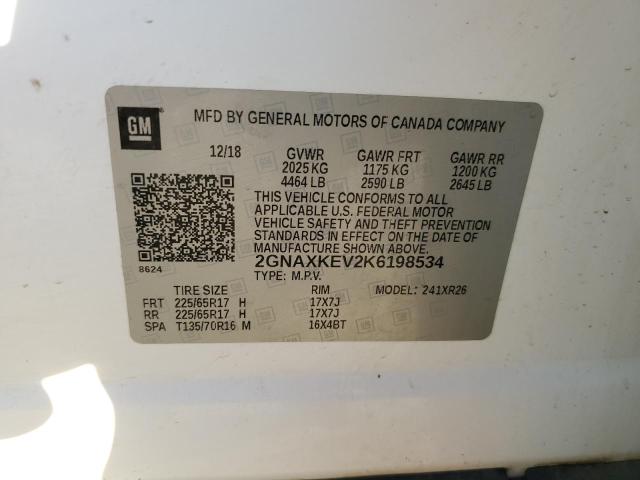 GM
MFD BY GENERAL MOTORS OF CANADA COMPANY
12/18 GVWR GAWR FRT GAWR RR
2025 KG 1175 KG 1200 KG
4464 LB 2590 LB 2645 LB
THIS VEHICLE CONFORMS TO ALL
APPLICABLE U.S. FEDERAL MOTOR
VEHICLE SAFETY AND THEFT PREVENTION
STANDARDS IN EFFECT ON THE DATE OF
MANUFACTURE SHOWN ABOVE.
8624 2GNAXKEV2K6198534
TYPE: M.P.V.
TIRE SIZE RIM MODEL: 241XR26
FRT 225/65R17 H 17X7J
RR 225/65R17 H 17X7J
SPA T135/70R16 M 16X4BT